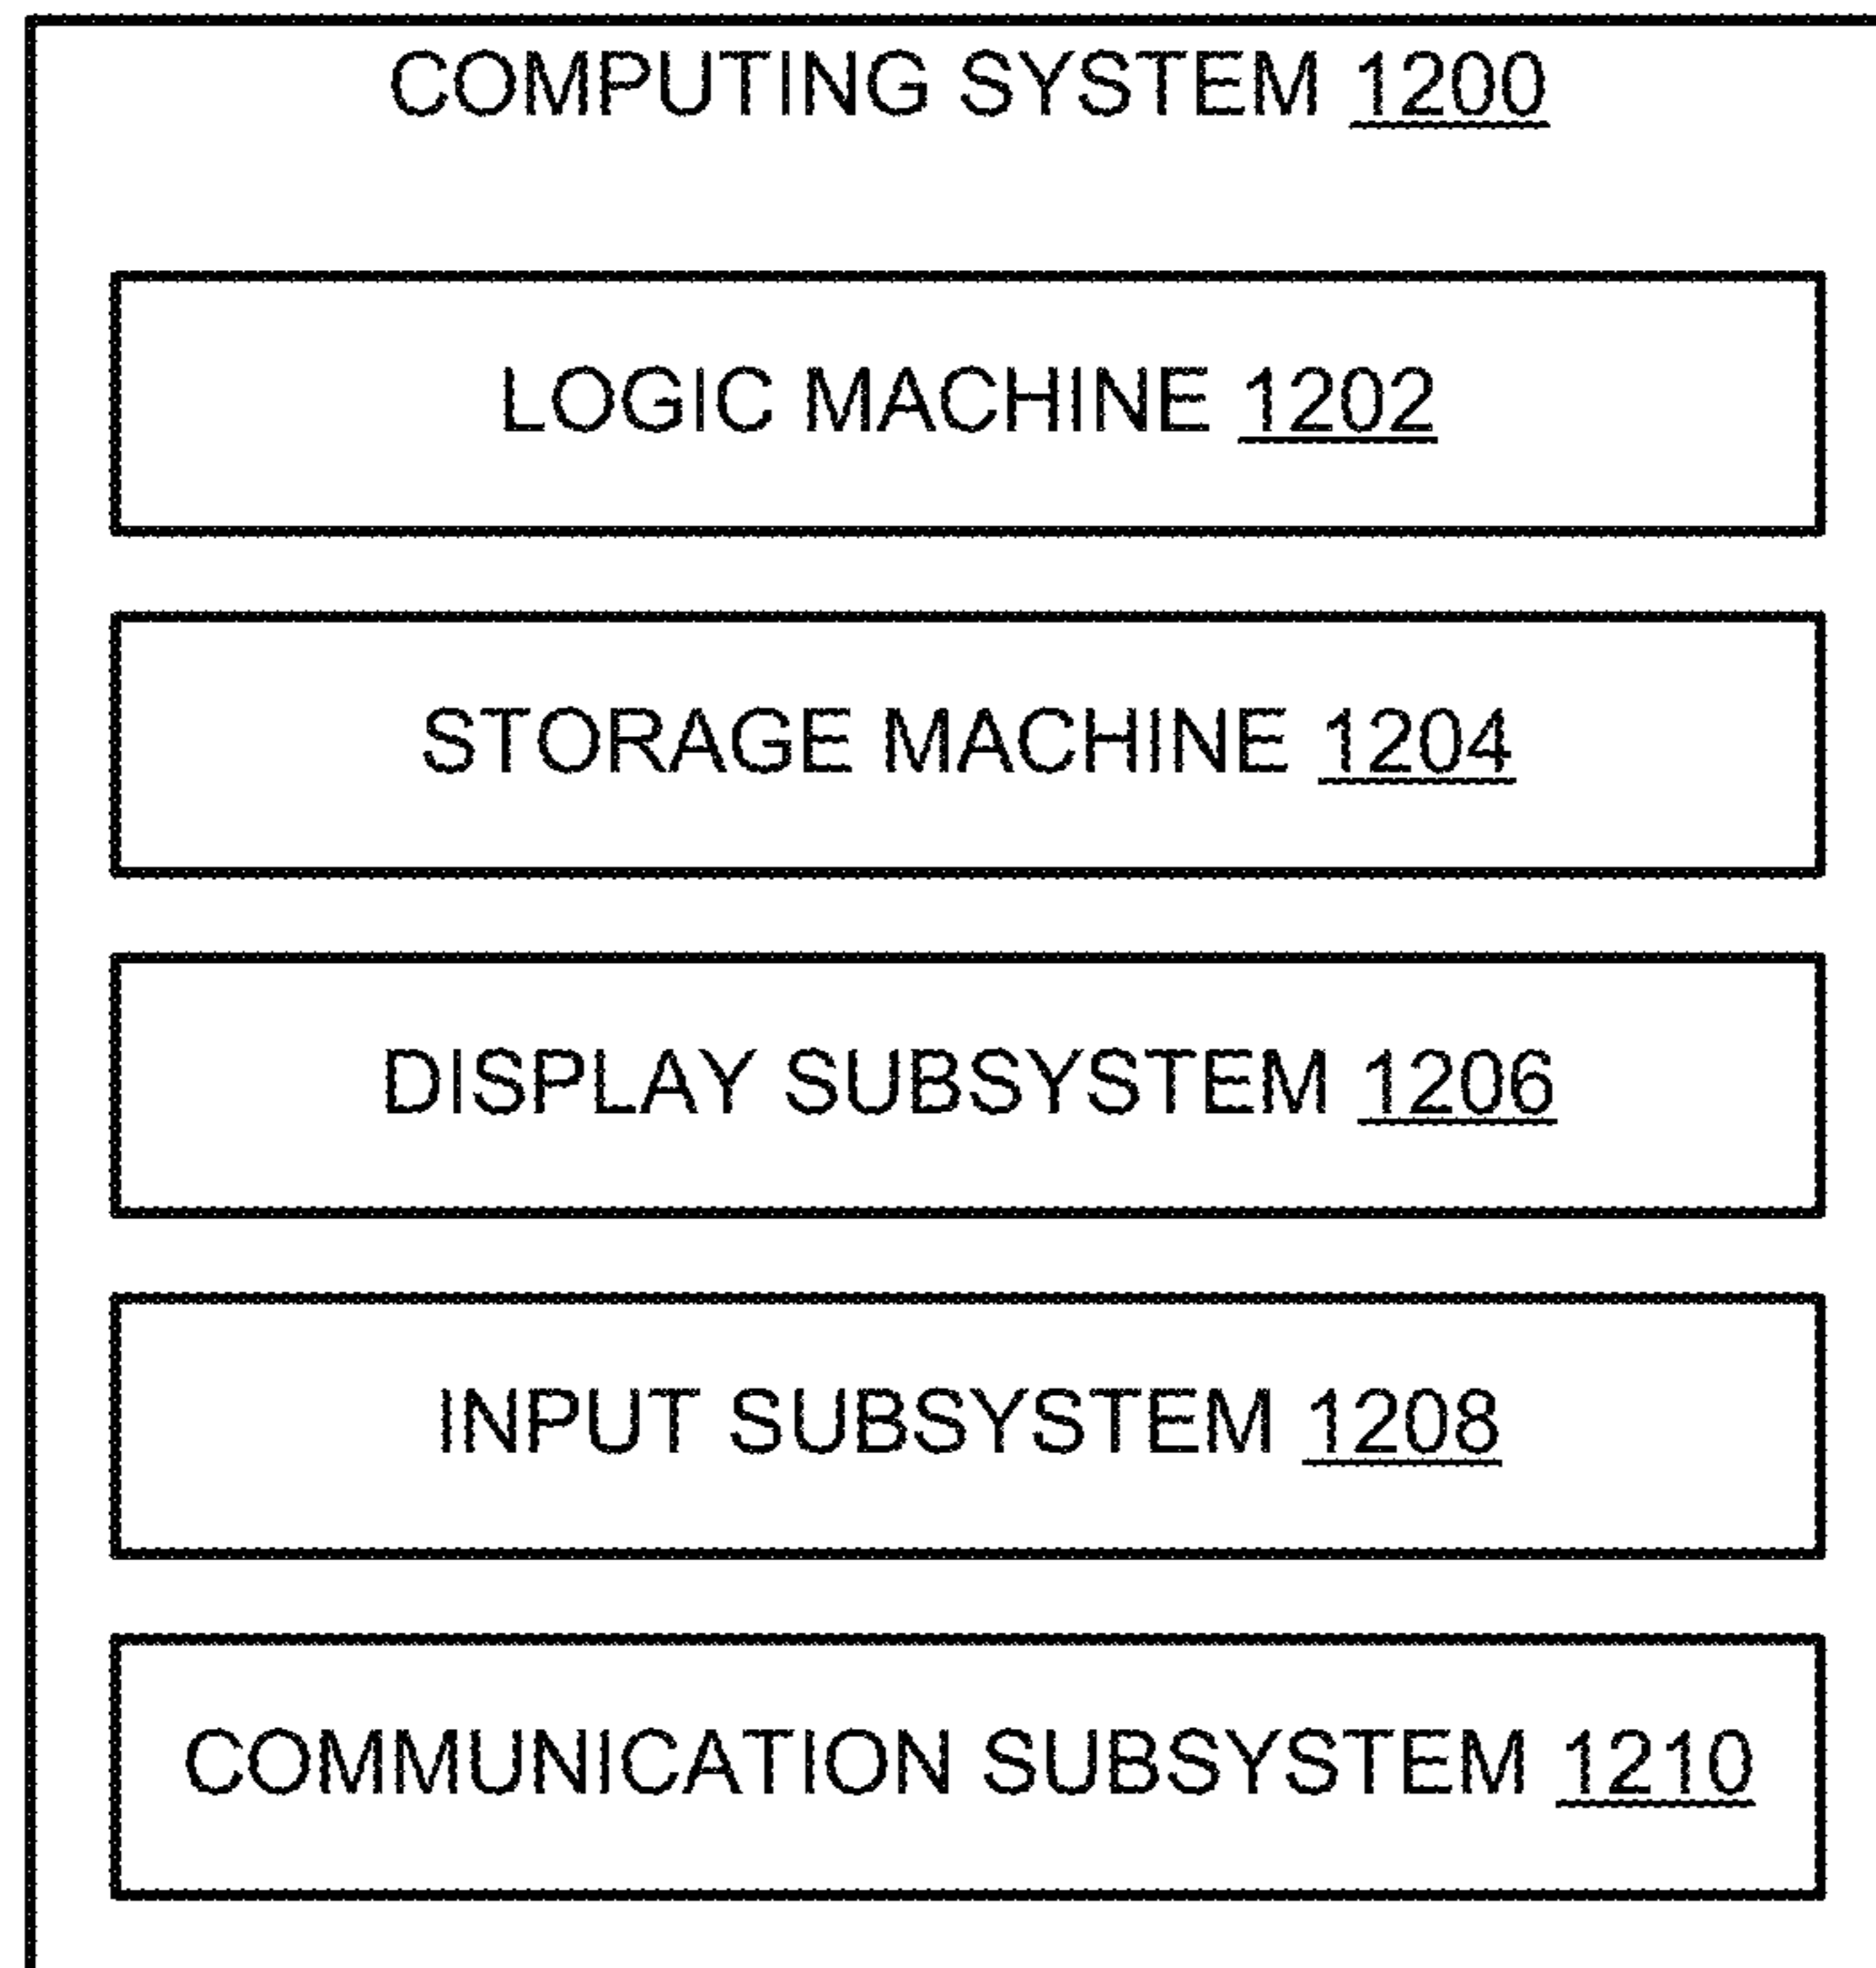 COMPUTING SYSTEM 1200
LOGIC MACHINE 1202
STORAGE MACHINE 1204
DISPLAY SUBSYSTEM 1206
INPUT SUBSYSTEM 1208
COMMUNICATION SUBSYSTEM 1210